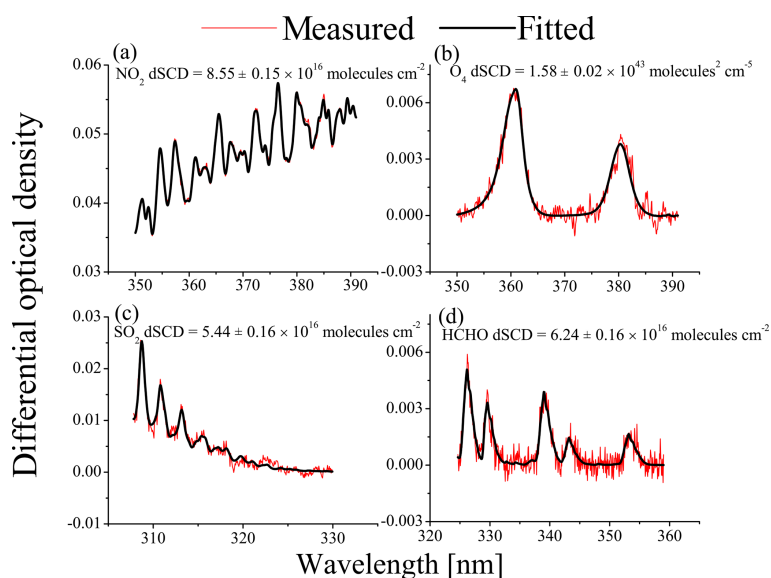 Measured Fitted
(a)
NO2 dSCD = 8.55 ± 0.15 × 10^16 molecules cm^-2
0.06
0.05
0.04
0.03
350 360 370 380 390
(b)
O4 dSCD = 1.58 ± 0.02 × 10^43 molecules^2 cm^-5
0.006
0.003
0.000
-0.003
350 360 370 380 390
(c)
SO2 dSCD = 5.44 ± 0.16 × 10^16 molecules cm^-2
0.03
0.02
0.01
0.00
-0.01
310 320 330
(d)
HCHO dSCD = 6.24 ± 0.16 × 10^16 molecules cm^-2
0.006
0.003
0.000
-0.003
320 330 340 350 360
Differential optical density
Wavelength [nm]